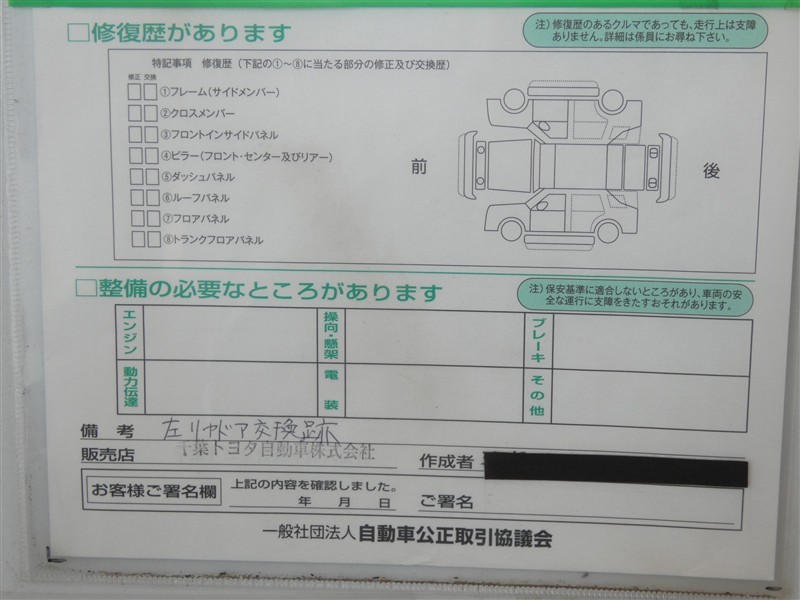 □修復歴があります
注）修復歴のあるクルマであっても、走行上は支障
ありません。詳細は係員にお尋ね下さい。
特記事項 修復歴（下記の①～⑧に当たる部分の修正及び交換歴）
修正 交換
①フレーム（サイドメンバー）
②クロスメンバー
③フロントインサイドパネル
④ピラー（フロント・センター及びリアー）
⑤ダッシュパネル
⑥ルーフパネル
⑦フロアパネル
⑧トランクフロアパネル
前
後
□整備の必要なところがあります
注）保安基準に適合しないところがあり、車両の安
全な運行に支障をきたすおそれがあります。
エンジン
操向・懸架
ブレーキ
動力伝達
電装
その他
備考 左リヤドア交換跡
販売店 千葉トヨタ自動車株式会社
作成者
お客様ご署名欄
上記の内容を確認しました。
年 月 日
ご署名
一般社団法人 自動車公正取引協議会